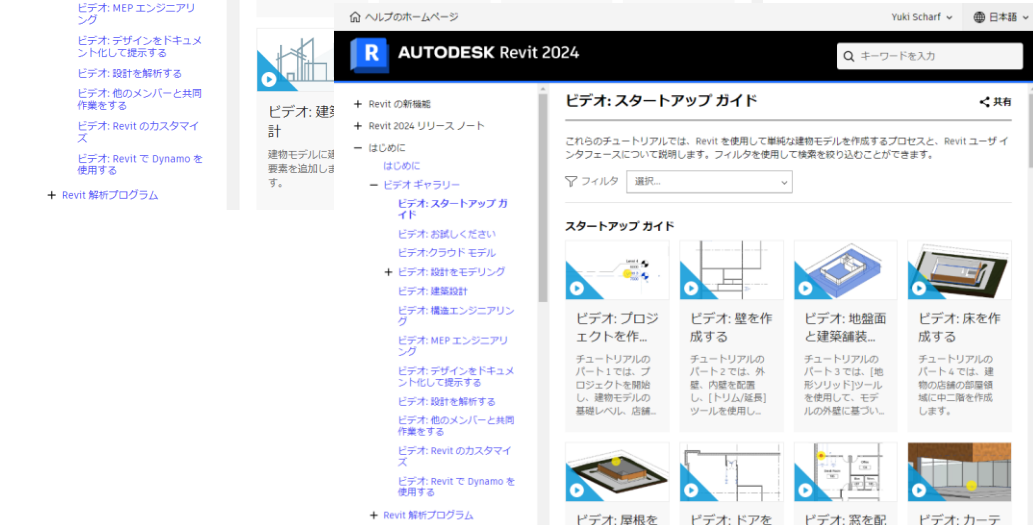 ビデオ: MEP エンジニアリ
ング
ビデオ: デザインをドキュメ
ント化して提示する
ビデオ: 設計を解析する
ビデオ: 他のメンバーと共同
作業をする
ビデオ: Revit のカスタマイ
ズ
ビデオ: Revit で Dynamo を
使用する
+ Revit 解析プログラム
ビデオ: 建築
計
建物モデルに建
要素を追加しま
す。
ヘルプのホームページ
Yuki Scharf
日本語
R AUTODESK Revit 2024
キーワードを入力
+ Revit の新機能
+ Revit 2024 リリース ノート
− はじめに
はじめに
− ビデオ ギャラリー
ビデオ: スタートアップ ガ
イド
ビデオ: お試しください
ビデオ:クラウド モデル
+ ビデオ: 設計をモデリング
ビデオ: 建築設計
ビデオ: 構造エンジニアリン
グ
ビデオ: MEP エンジニアリ
ング
ビデオ: デザインをドキュメ
ント化して提示する
ビデオ: 設計を解析する
ビデオ: 他のメンバーと共同
作業をする
ビデオ: Revit のカスタマイ
ズ
ビデオ: Revit で Dynamo を
使用する
+ Revit 解析プログラム
ビデオ: スタートアップ ガイド
共有
これらのチュートリアルでは、Revit を使用して単純な建物モデルを作成するプロセスと、Revit ユーザ イ
ンタフェースについて説明します。フィルタを使用して検索を絞り込むことができます。
フィルタ
選択...
スタートアップ ガイド
ビデオ: プロジ
ェクトを作...
チュートリアルの
パート 1 では、プ
ロジェクトを開始
し、建物モデルの
基礎レベル、店舗...
ビデオ: 壁を作
成する
チュートリアルの
パート 2 では、外
壁、内壁を配置
し、[トリム/延長]
ツールを使用し...
ビデオ: 地盤面
と建築舗装...
チュートリアルの
パート 3 では、[地
形ソリッド]ツール
を使用して、モデ
ルの外壁に基づい...
ビデオ: 床を作
成する
チュートリアルの
パート 4 では、建
物の店舗の部屋領
域に中二階を作成
します。
ビデオ: 屋根を
ビデオ: ドアを
ビデオ: 窓を配
ビデオ: カーテ